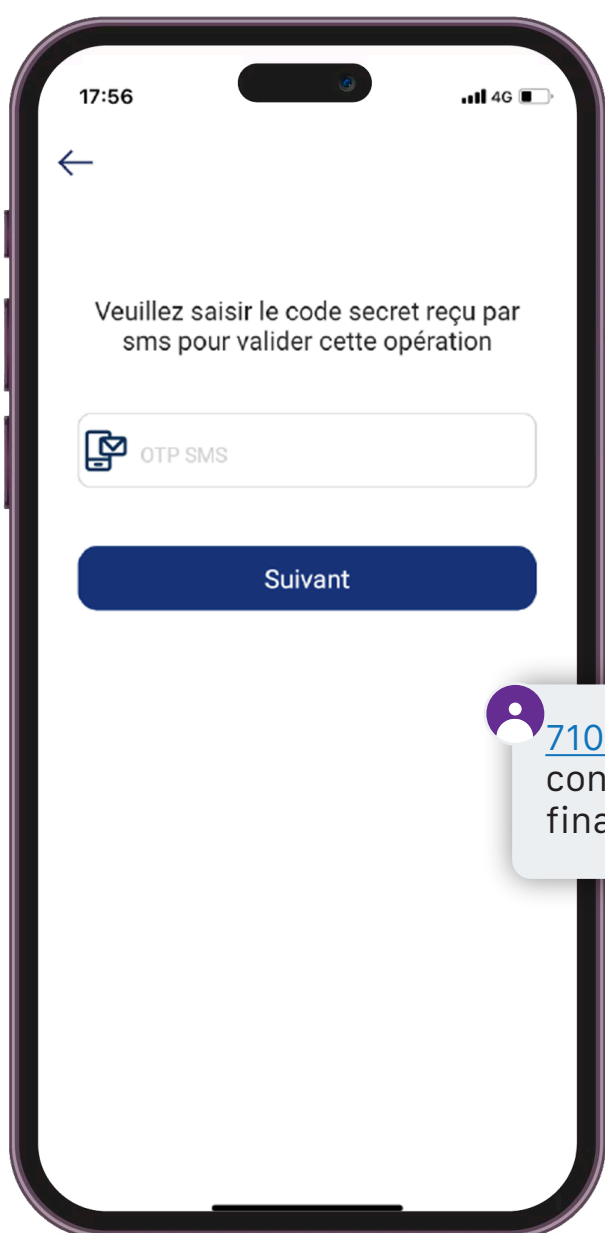 17:56
4G
Veuillez saisir le code secret reçu par
sms pour valider cette opération
OTP SMS
Suivant
710
con
fina